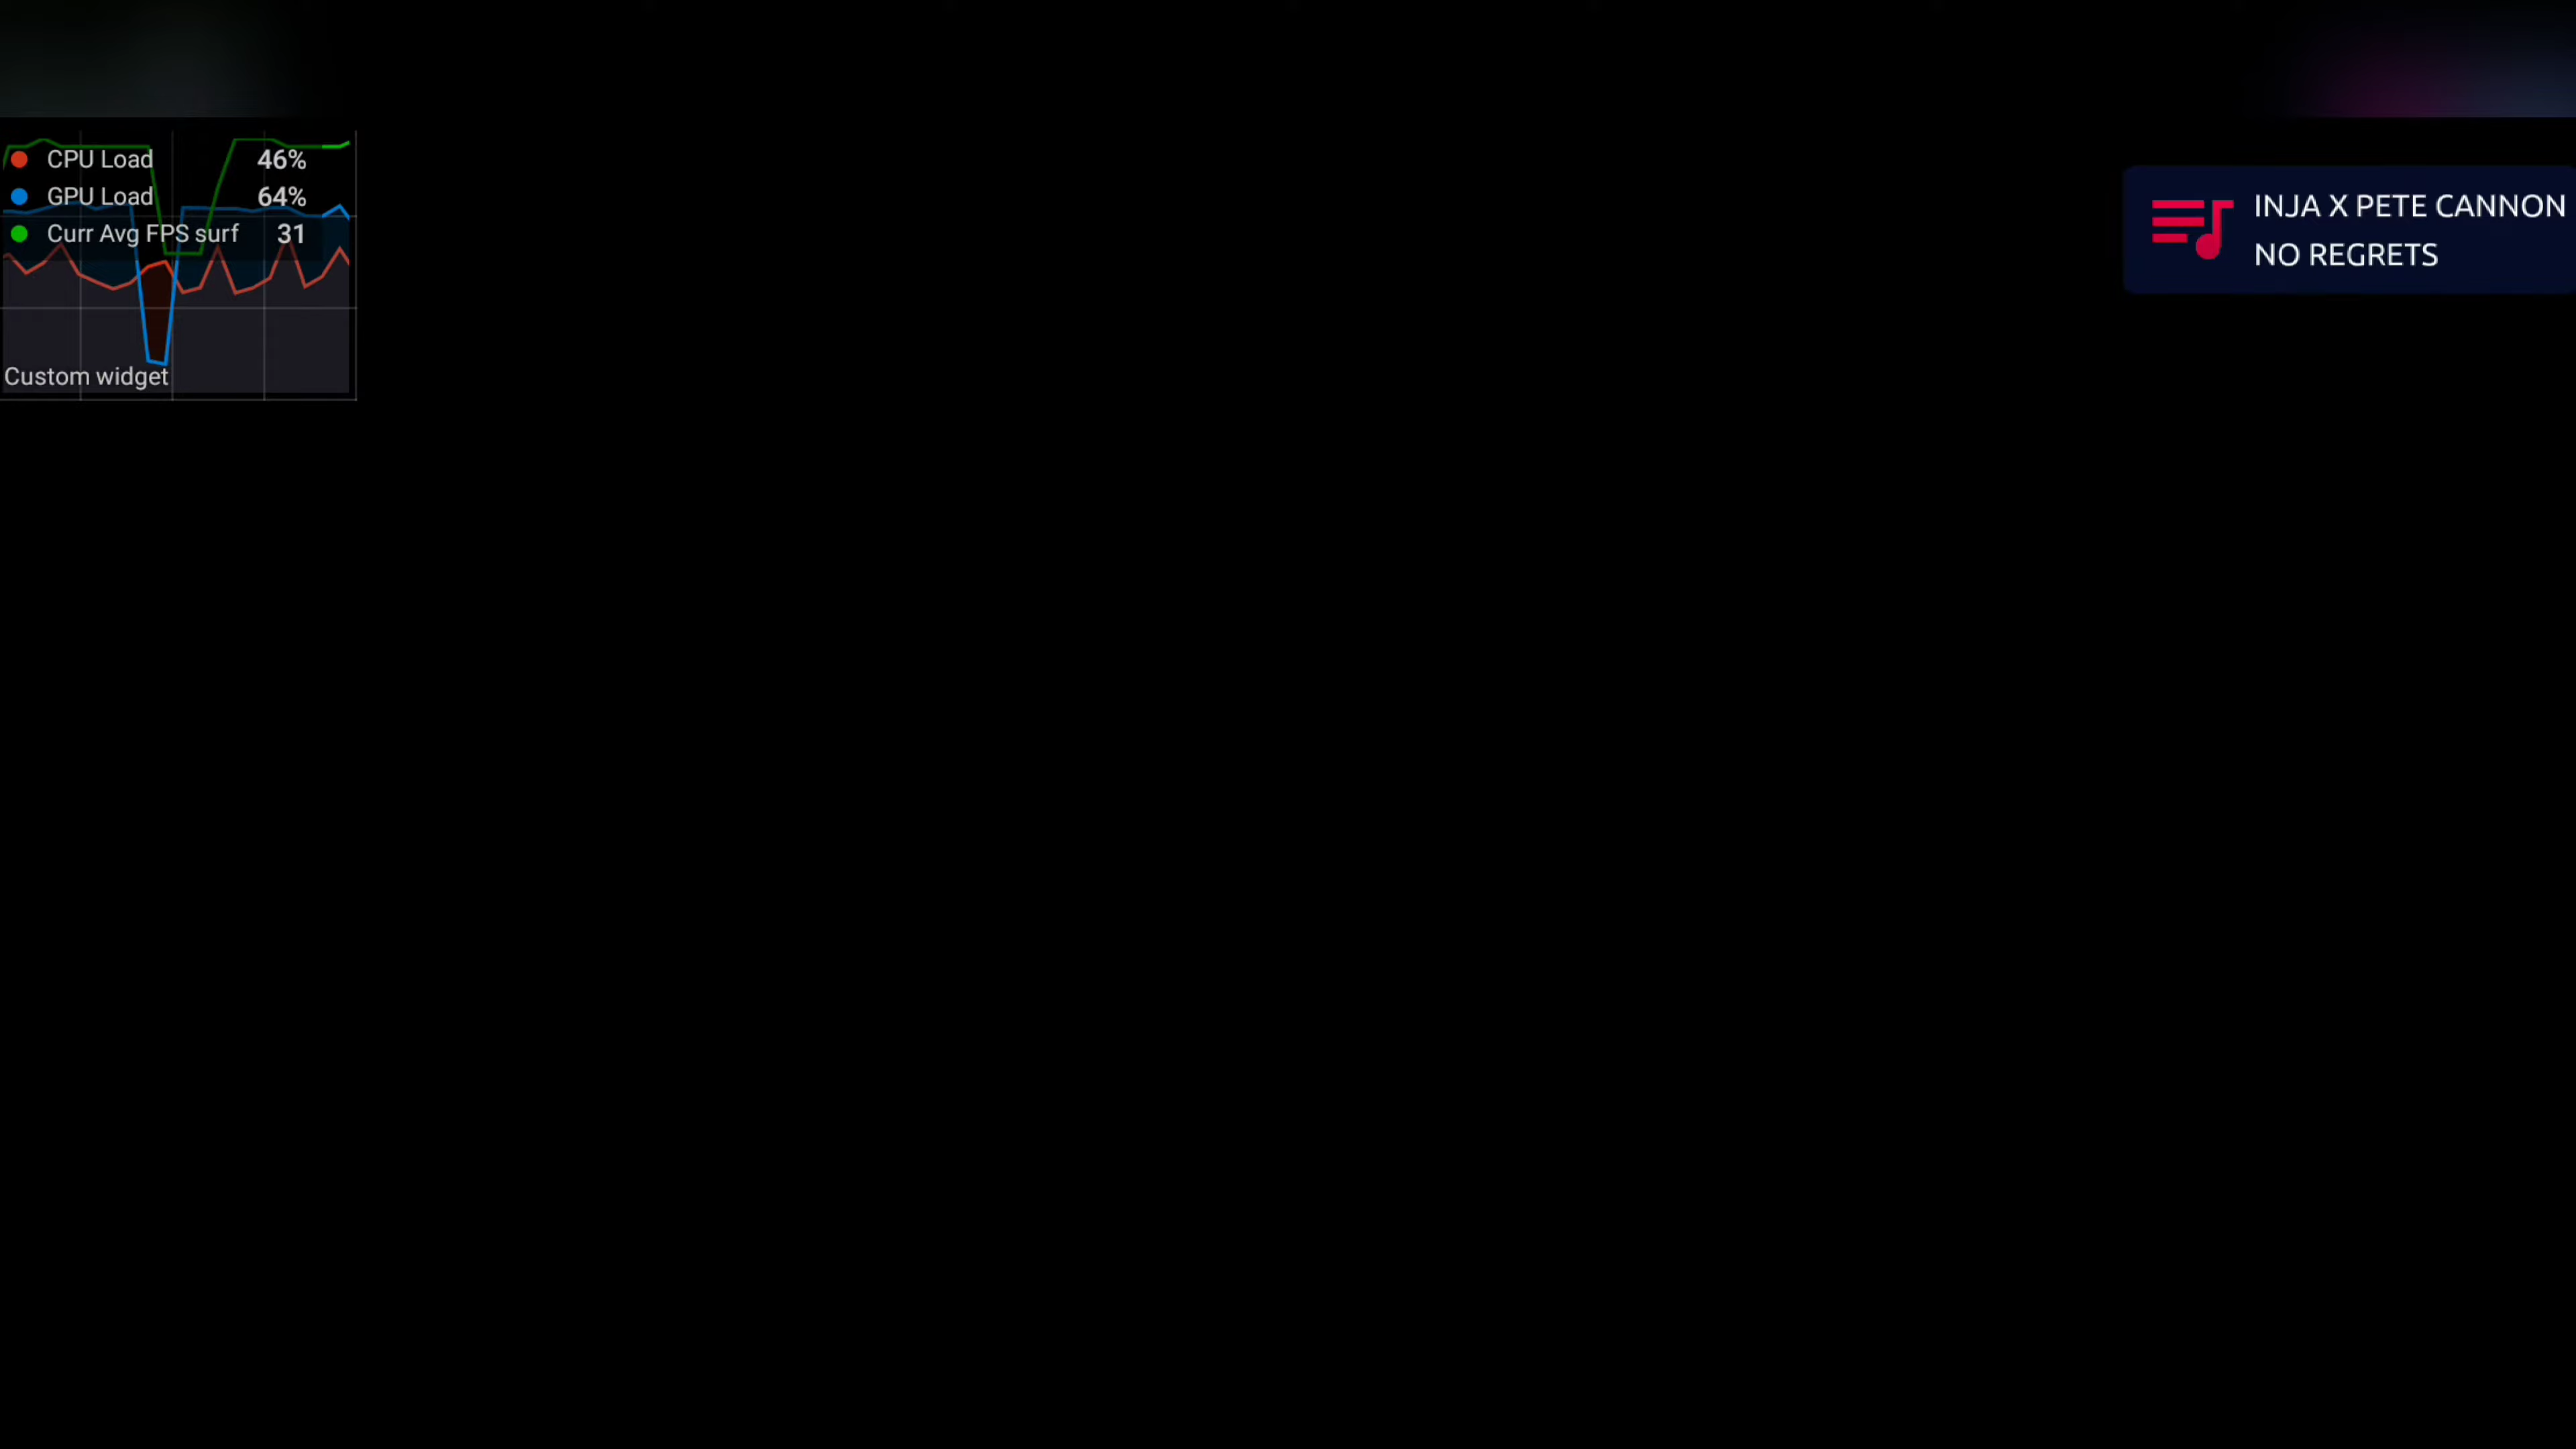 CPU Load 46%
GPU Load 64%
Curr Avg FPS surf 31
Custom widget
INJA X PETE CANNON
NO REGRETS